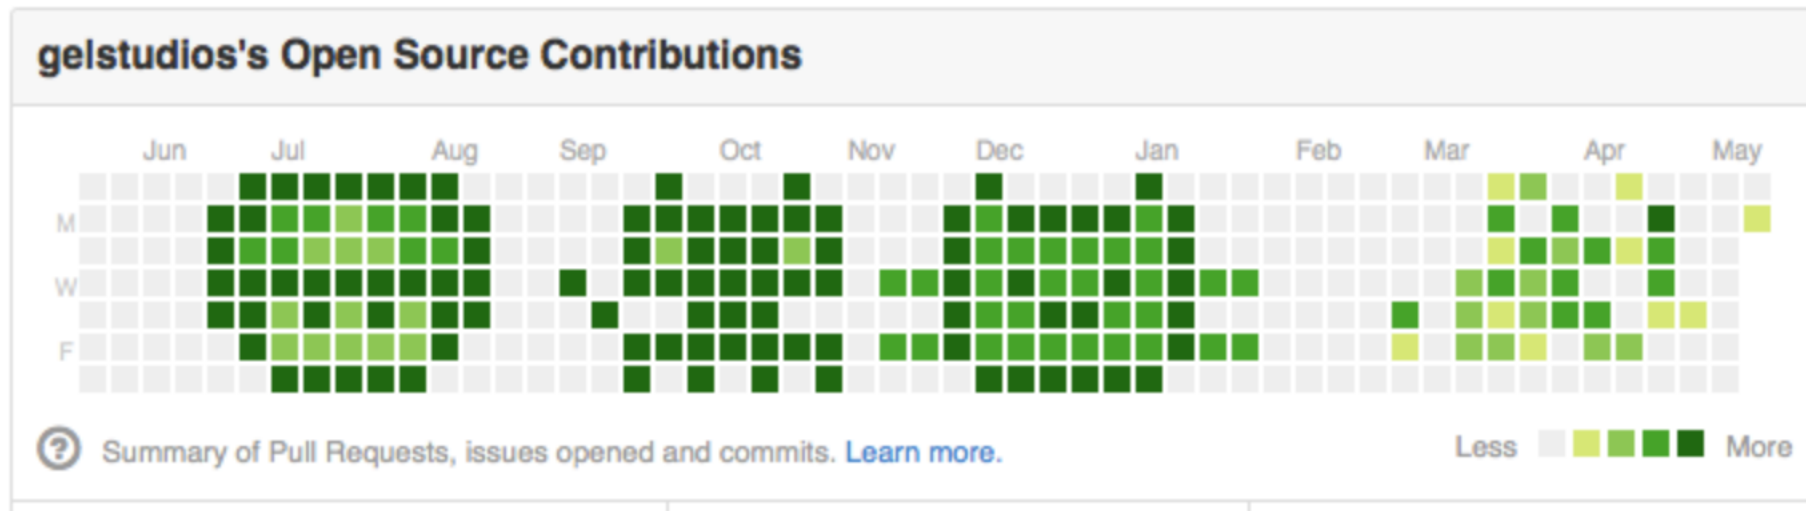 gelstudios's Open Source Contributions
Jun Jul Aug Sep Oct Nov Dec Jan Feb Mar Apr May
M
W
F
? Summary of Pull Requests, issues opened and commits. Learn more. Less More